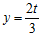 y = 2t/3